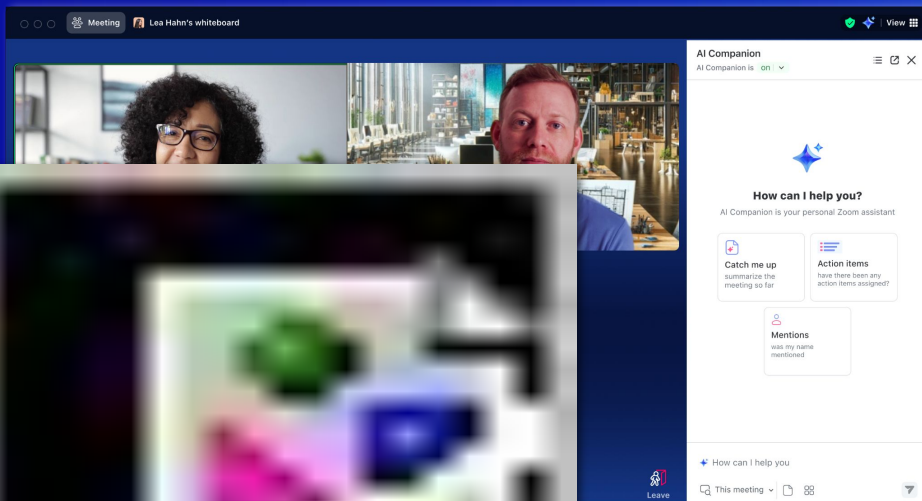 Meeting
Lea Hahn's whiteboard
View
AI Companion
AI Companion is on
How can I help you?
AI Companion is your personal Zoom assistant
Catch me up
summarize the
meeting so far
Action items
have there been any
action items assigned?
Mentions
was my name
mentioned
How can I help you
This meeting
Leave